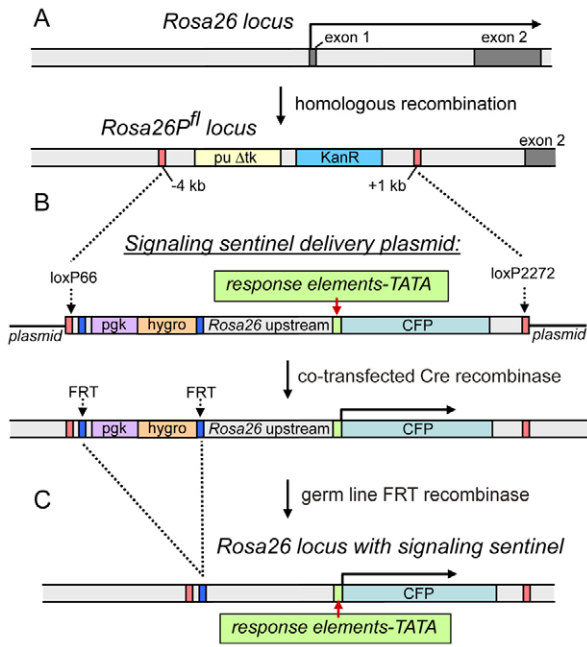 A
Rosa26 locus
exon 1
exon 2
homologous recombination
Rosa26P^fl locus
exon 2
pu Δtk
KanR
-4 kb
+1 kb
B
Signaling sentinel delivery plasmid:
loxP66
loxP2272
response elements-TATA
pgk
hygro
Rosa26 upstream
CFP
plasmid
plasmid
co-transfected Cre recombinase
FRT
FRT
pgk
hygro
Rosa26 upstream
CFP
C
germ line FRT recombinase
Rosa26 locus with signaling sentinel
CFP
response elements-TATA